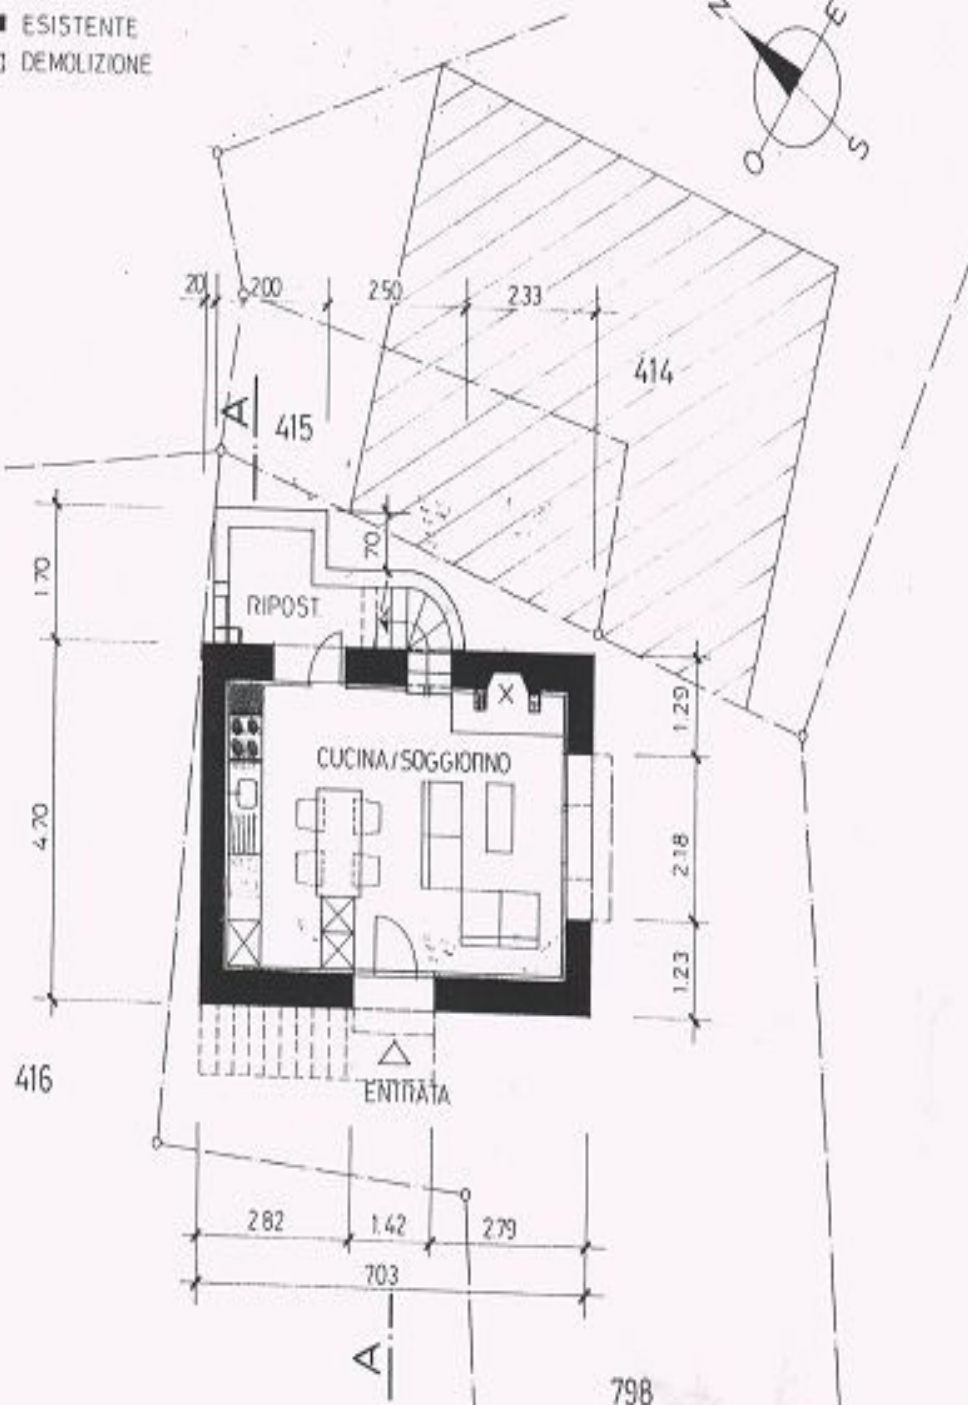 ESISTENTE
DEMOLIZIONE
N
E
O
S
20
200
250
233
414
A
415
70
1.70
RIPOST.
1.29
CUCINA/SOGGIORNO
4.70
2.18
1.23
416
ENTRATA
282
1.42
279
703
A
798